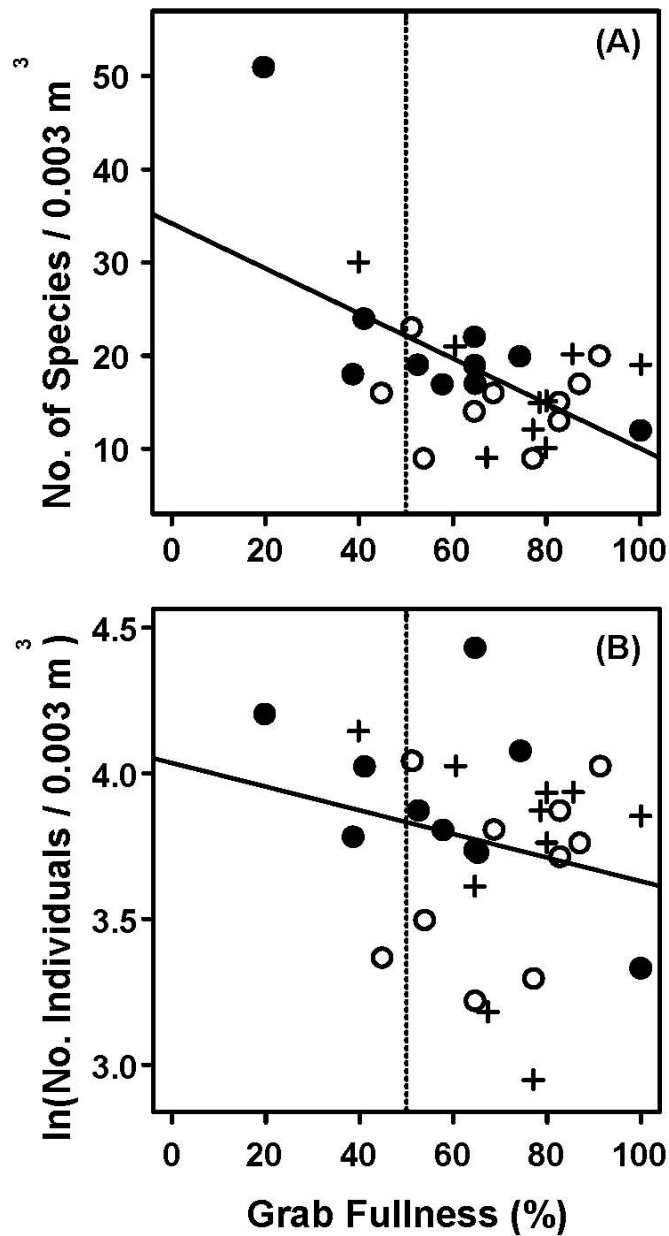 (A)
No. of Species / 0.003 m ³
50
40
30
20
10
0 20 40 60 80 100
(B)
ln(No. Individuals / 0.003 m ³ )
4.5
4.0
3.5
3.0
0 20 40 60 80 100
Grab Fullness (%)